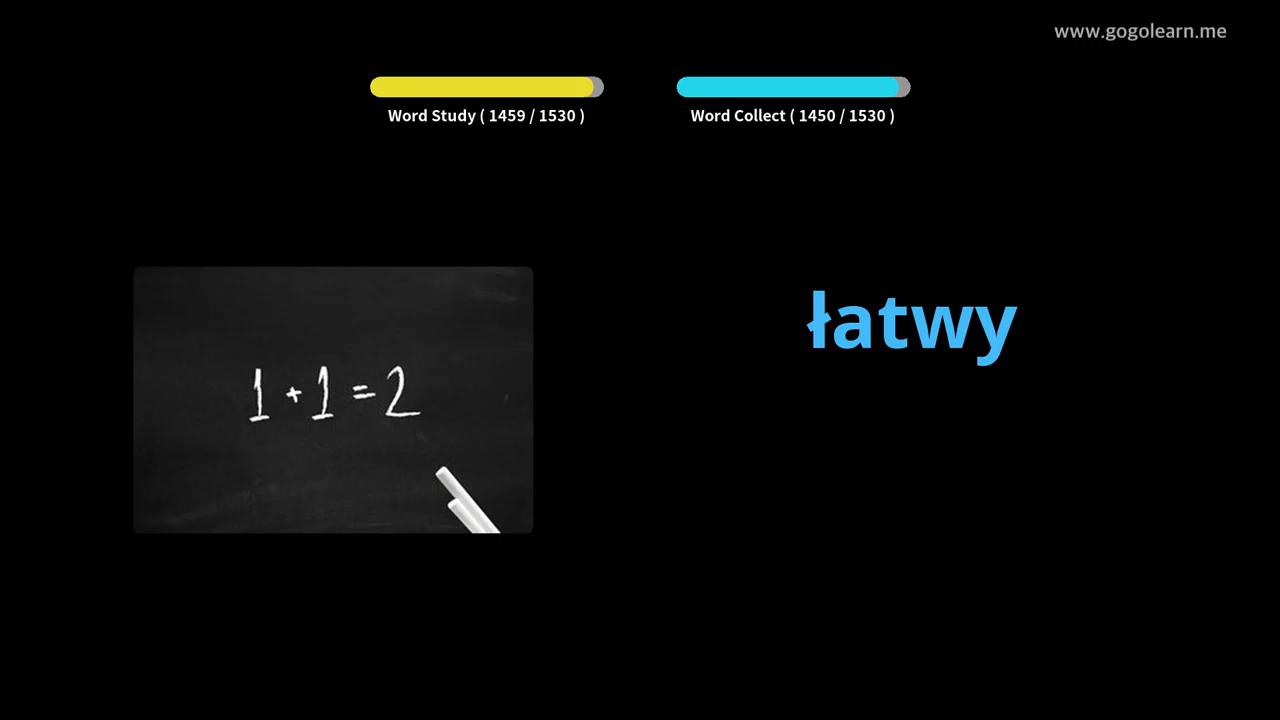 www.gogolearn.me
Word Study ( 1459 / 1530 )
Word Collect ( 1450 / 1530 )
łatwy
1 + 1 = 2